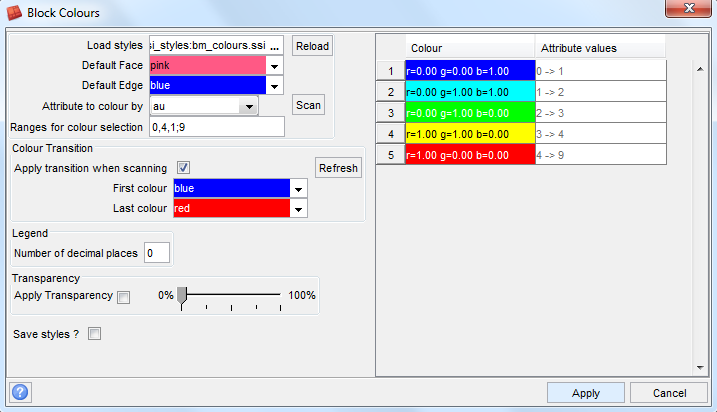 Block Colours
Load styles si_styles:bm_colours.ssi ... Reload
Default Face pink
Default Edge blue
Attribute to colour by au Scan
Ranges for colour selection 0,4,1;9
Colour Transition
Apply transition when scanning Refresh
First colour blue
Last colour red
Legend
Number of decimal places 0
Transparency
Apply Transparency 0% 100%
Save styles ?
Colour Attribute values
1 r=0.00 g=0.00 b=1.00 0 -> 1
2 r=0.00 g=1.00 b=1.00 1 -> 2
3 r=0.00 g=1.00 b=0.00 2 -> 3
4 r=1.00 g=1.00 b=0.00 3 -> 4
5 r=1.00 g=0.00 b=0.00 4 -> 9
? Apply Cancel